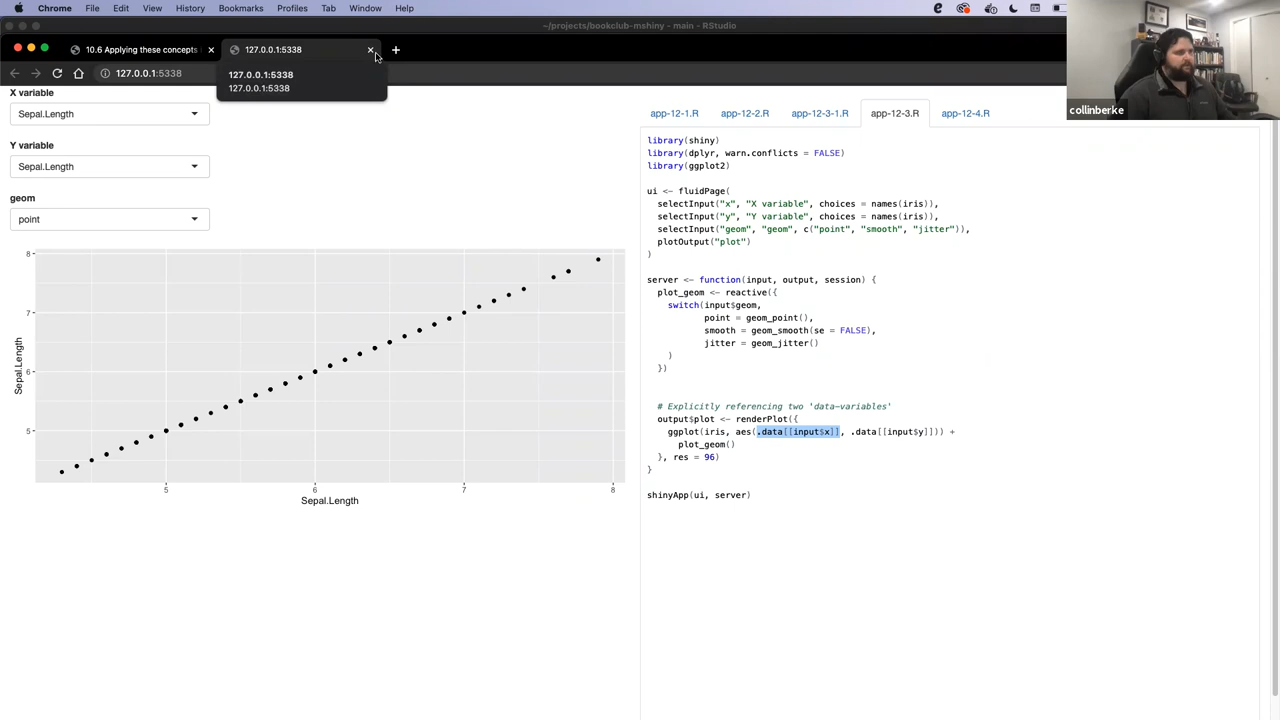 Chrome File Edit View History Bookmarks Profiles Tab Window Help
~/projects/bookclub-mshiny - main - RStudio
10.6 Applying these concepts
127.0.0.1:5338
127.0.0.1:5338
127.0.0.1:5338
127.0.0.1:5338
collinberke
X variable
Sepal.Length
Y variable
Sepal.Length
geom
point
8
7
6
5
Sepal.Length
5 6 7 8
Sepal.Length
app-12-1.R app-12-2.R app-12-3-1.R app-12-3.R app-12-4.R
library(shiny)
library(dplyr, warn.conflicts = FALSE)
library(ggplot2)
ui <- fluidPage(
selectInput("x", "X variable", choices = names(iris)),
selectInput("y", "Y variable", choices = names(iris)),
selectInput("geom", "geom", c("point", "smooth", "jitter")),
plotOutput("plot")
)
server <- function(input, output, session) {
plot_geom <- reactive({
switch(input$geom,
point = geom_point(),
smooth = geom_smooth(se = FALSE),
jitter = geom_jitter()
)
})
# Explicitly referencing two 'data-variables'
output$plot <- renderPlot({
ggplot(iris, aes(.data[[input$x]], .data[[input$y]])) +
plot_geom()
}, res = 96)
}
shinyApp(ui, server)